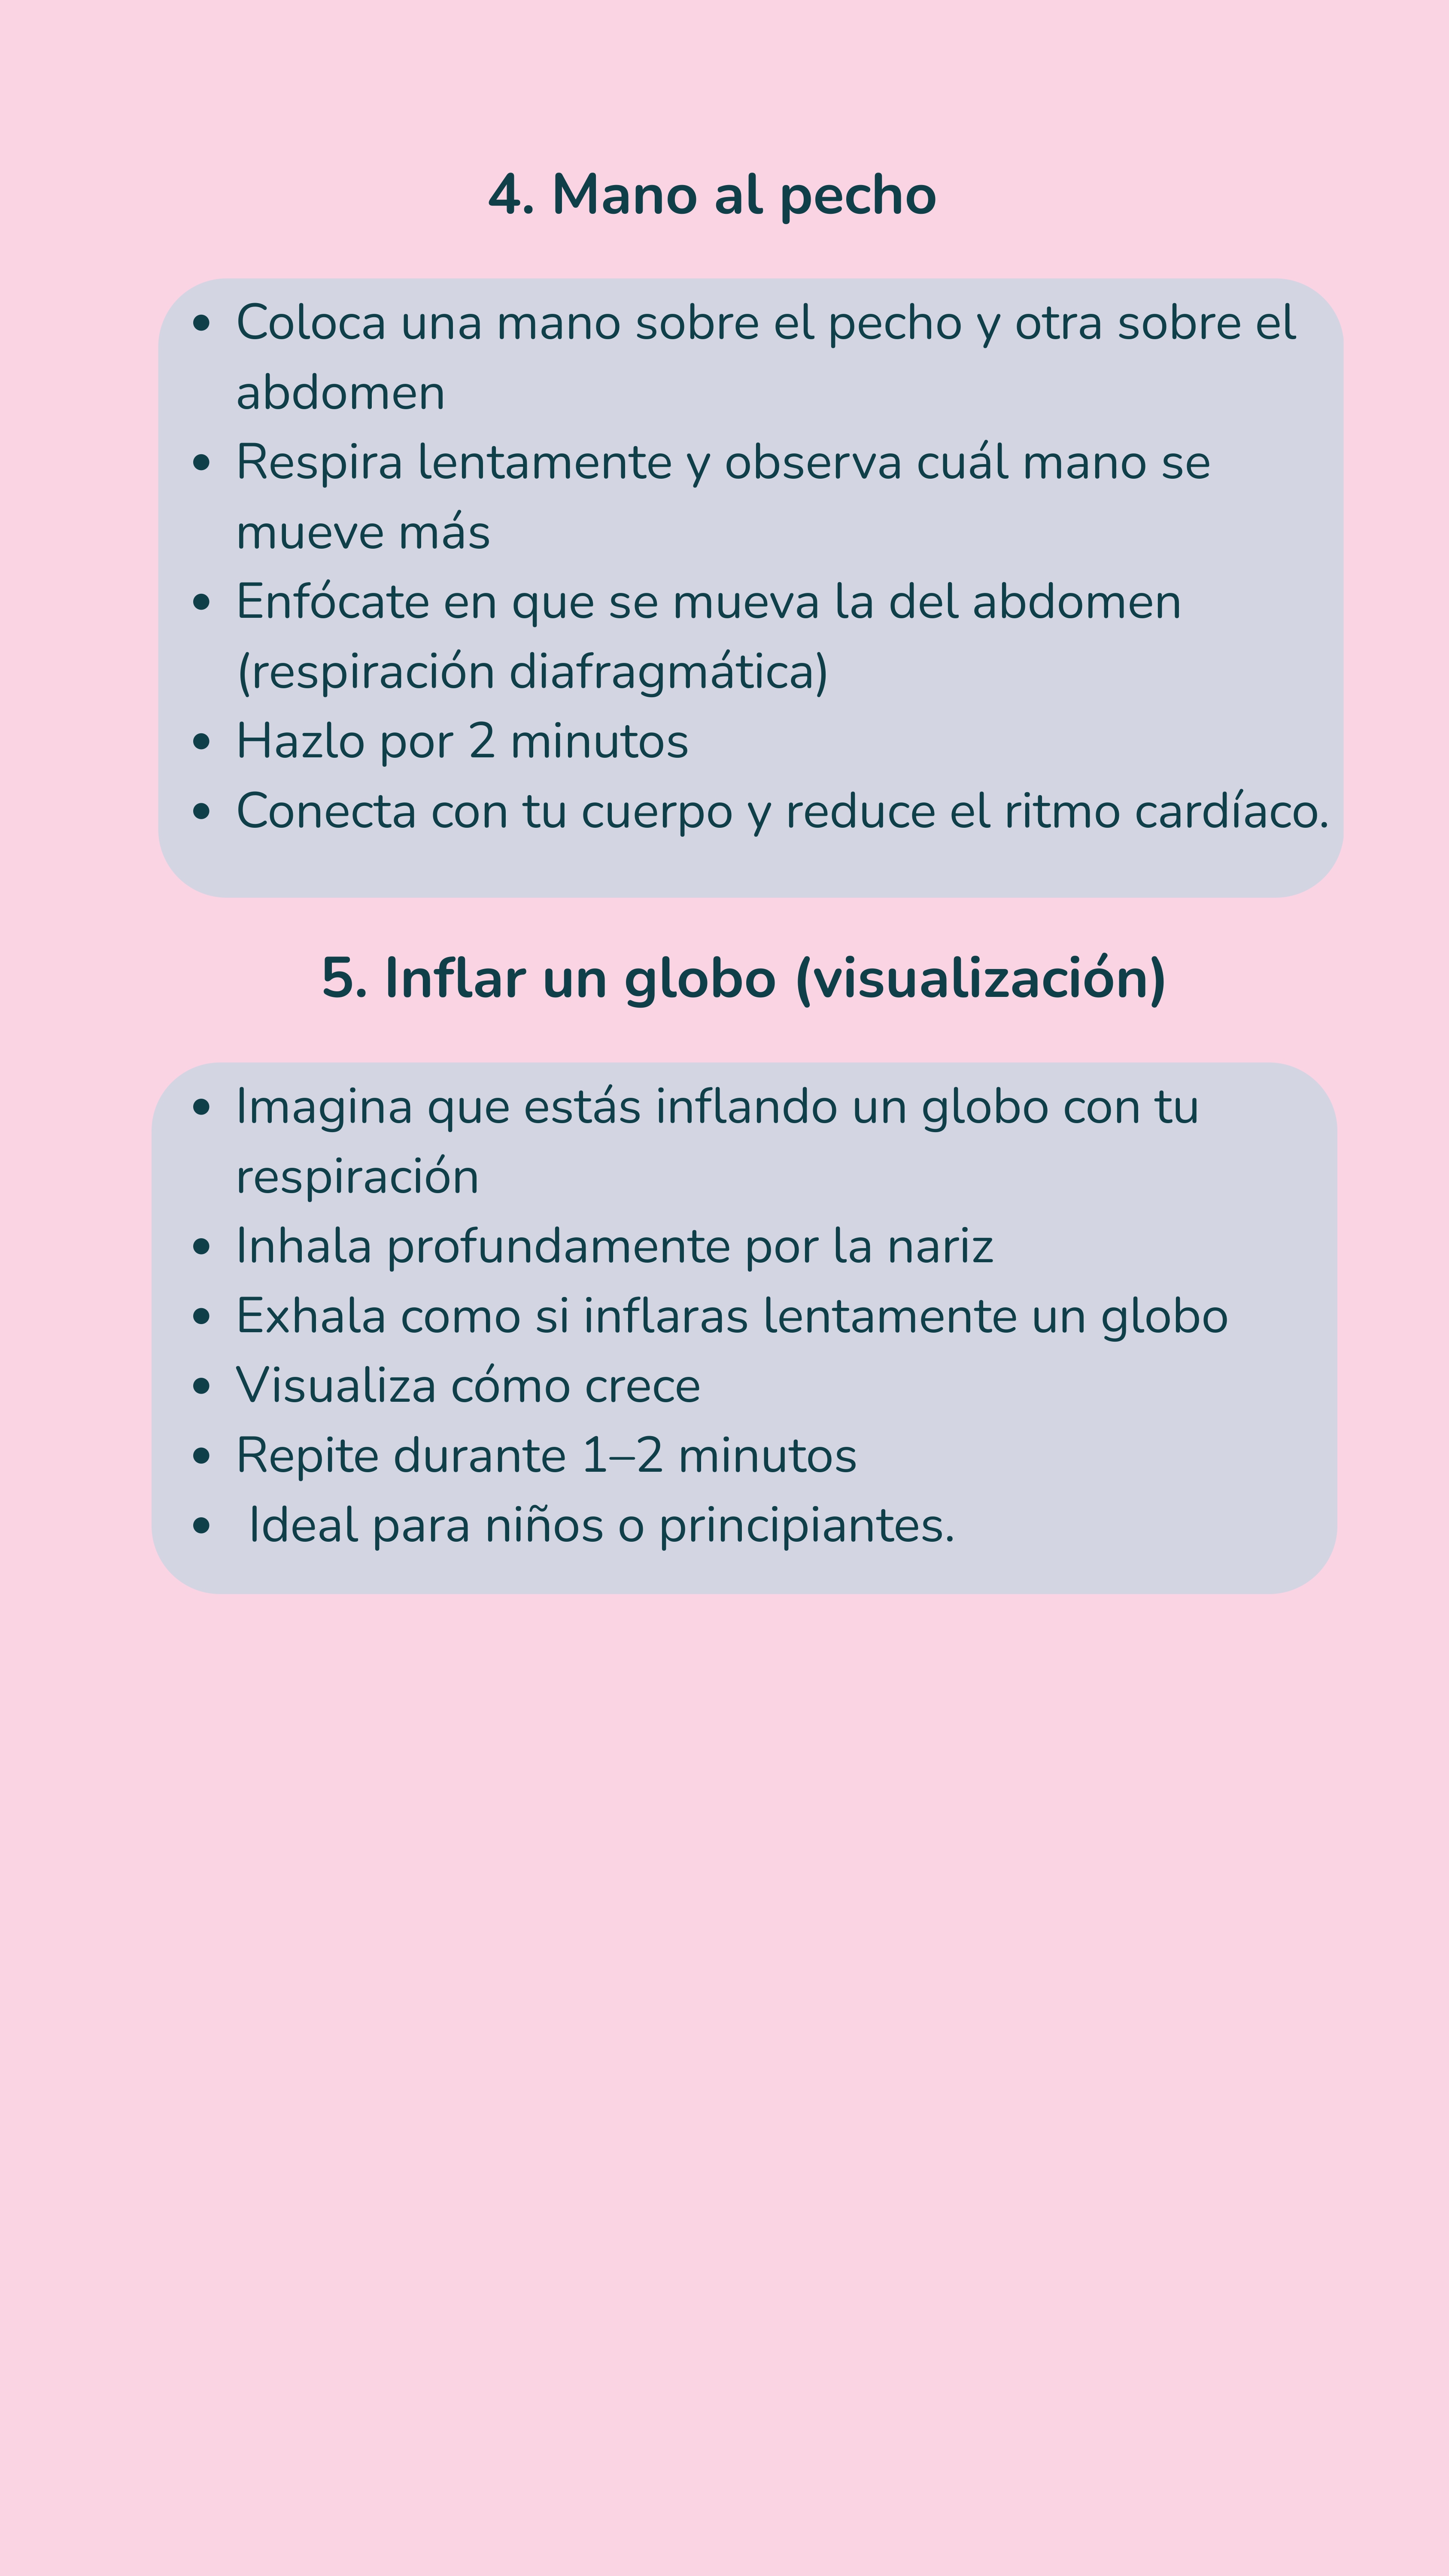 4. Mano al pecho
• Coloca una mano sobre el pecho y otra sobre el
abdomen
• Respira lentamente y observa cuál mano se
mueve más
• Enfócate en que se mueva la del abdomen
(respiración diafragmática)
• Hazlo por 2 minutos
• Conecta con tu cuerpo y reduce el ritmo cardíaco.
5. Inflar un globo (visualización)
• Imagina que estás inflando un globo con tu
respiración
• Inhala profundamente por la nariz
• Exhala como si inflaras lentamente un globo
• Visualiza cómo crece
• Repite durante 1–2 minutos
• Ideal para niños o principiantes.